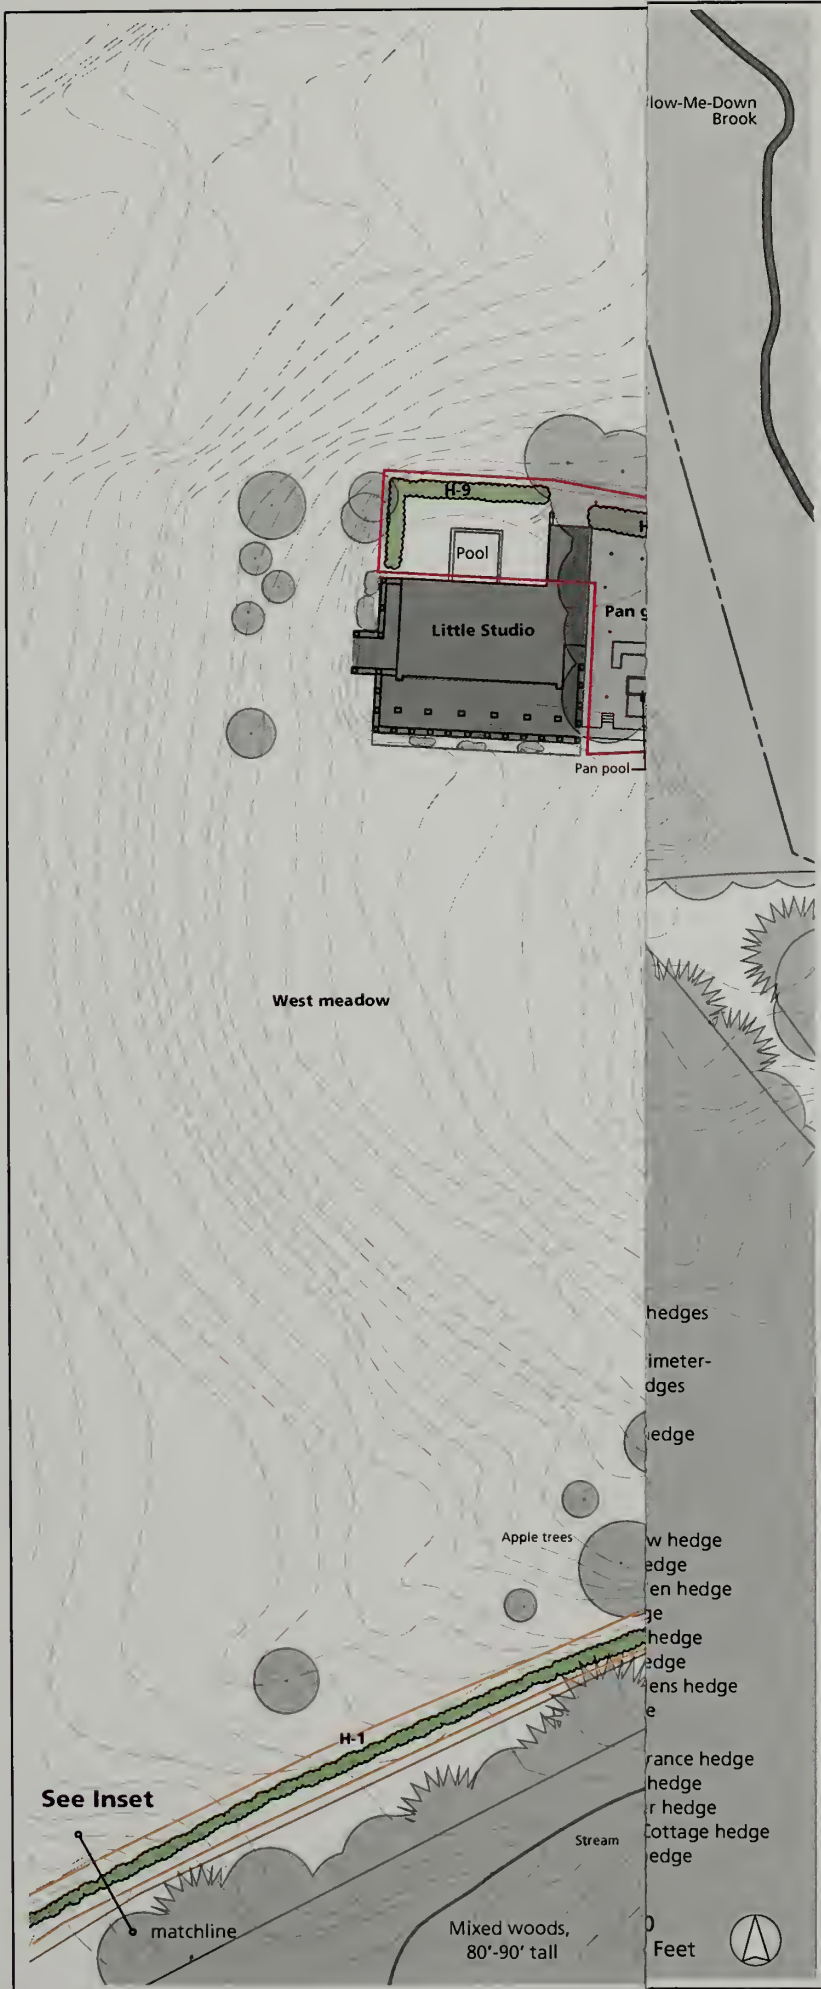 low-Me-Down
Brook
H-9
Pool
Little Studio
Pan g
Pan pool
West meadow
hedges
imeter-
dges
edge
Apple trees
w hedge
edge
en hedge
ge
hedge
edge
ens hedge
e
H-1
rance hedge
hedge
r hedge
Cottage hedge
edge
See Inset
Stream
matchline
Mixed woods,
80'-90' tall
Feet